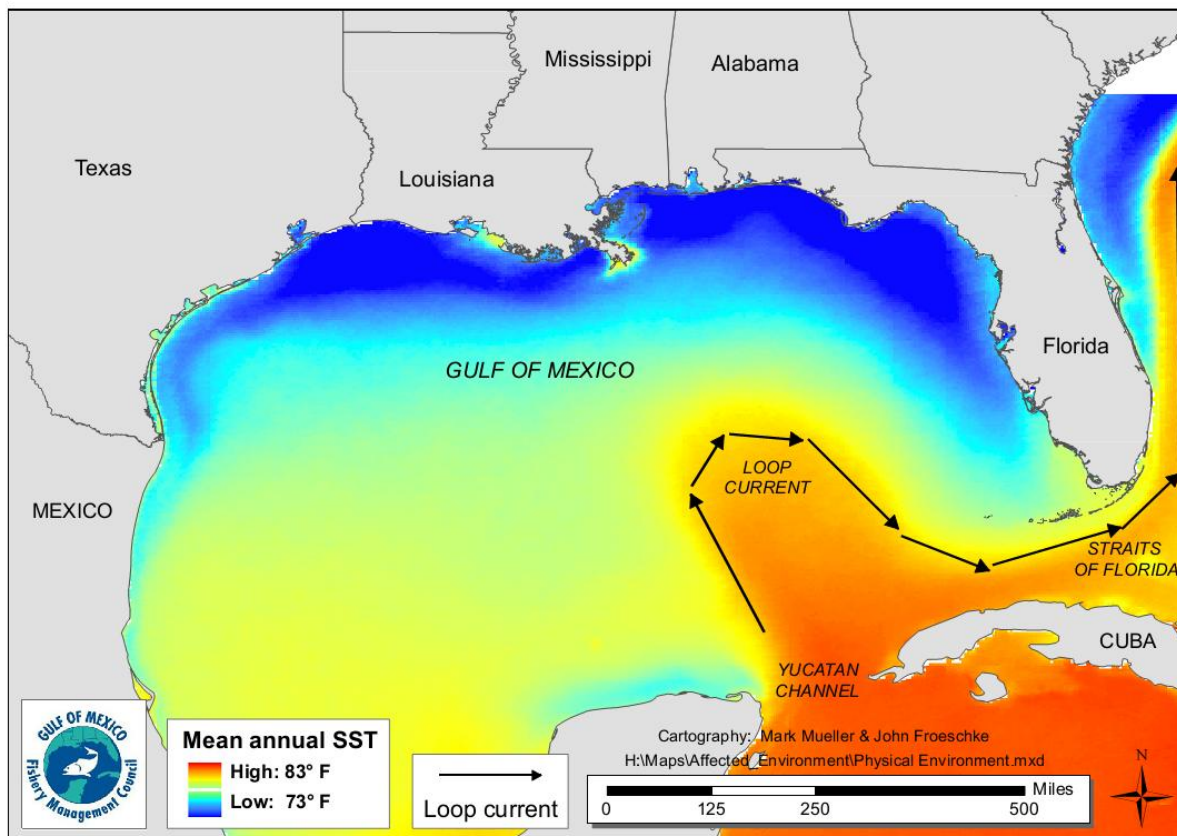 Mississippi
Alabama
Texas
Louisiana
GULF OF MEXICO
Florida
LOOP
CURRENT
MEXICO
STRAITS
OF FLORIDA
CUBA
YUCATAN
CHANNEL
GULF OF MEXICO
Fishery Management Council
Mean annual SST
High: 83° F
Low: 73° F
Loop current
Cartography: Mark Mueller & John Froeschke
H:\Maps\Affected_Environment\Physical Environment.mxd
Miles
0 125 250 500
N